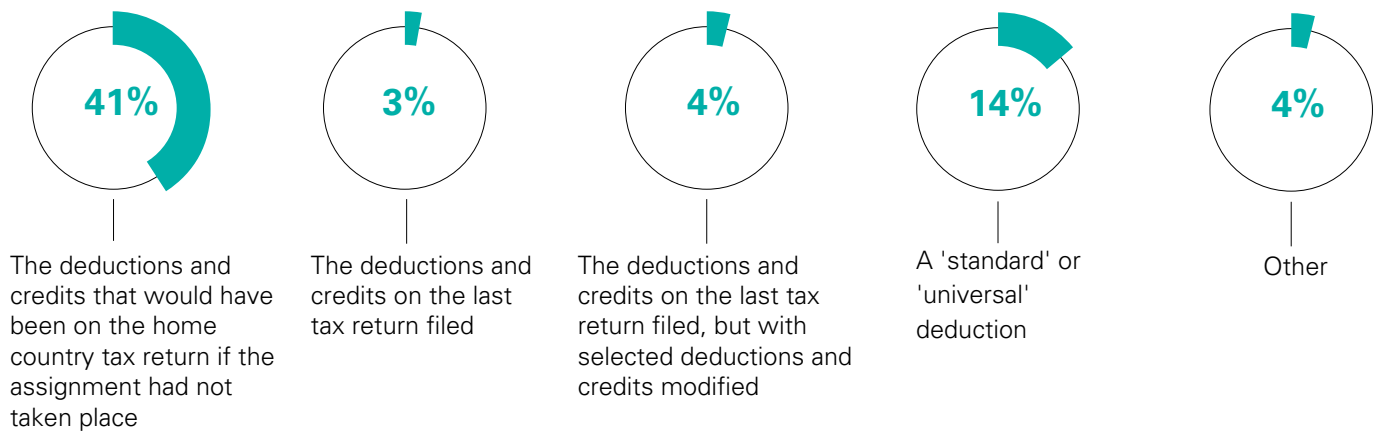 41%
3%
4%
14%
4%
The deductions and
credits that would have
been on the home
country tax return if the
assignment had not
taken place
The deductions and
credits on the last
tax return filed
The deductions and
credits on the last tax
return filed, but with
selected deductions and
credits modified
A 'standard' or
'universal'
deduction
Other